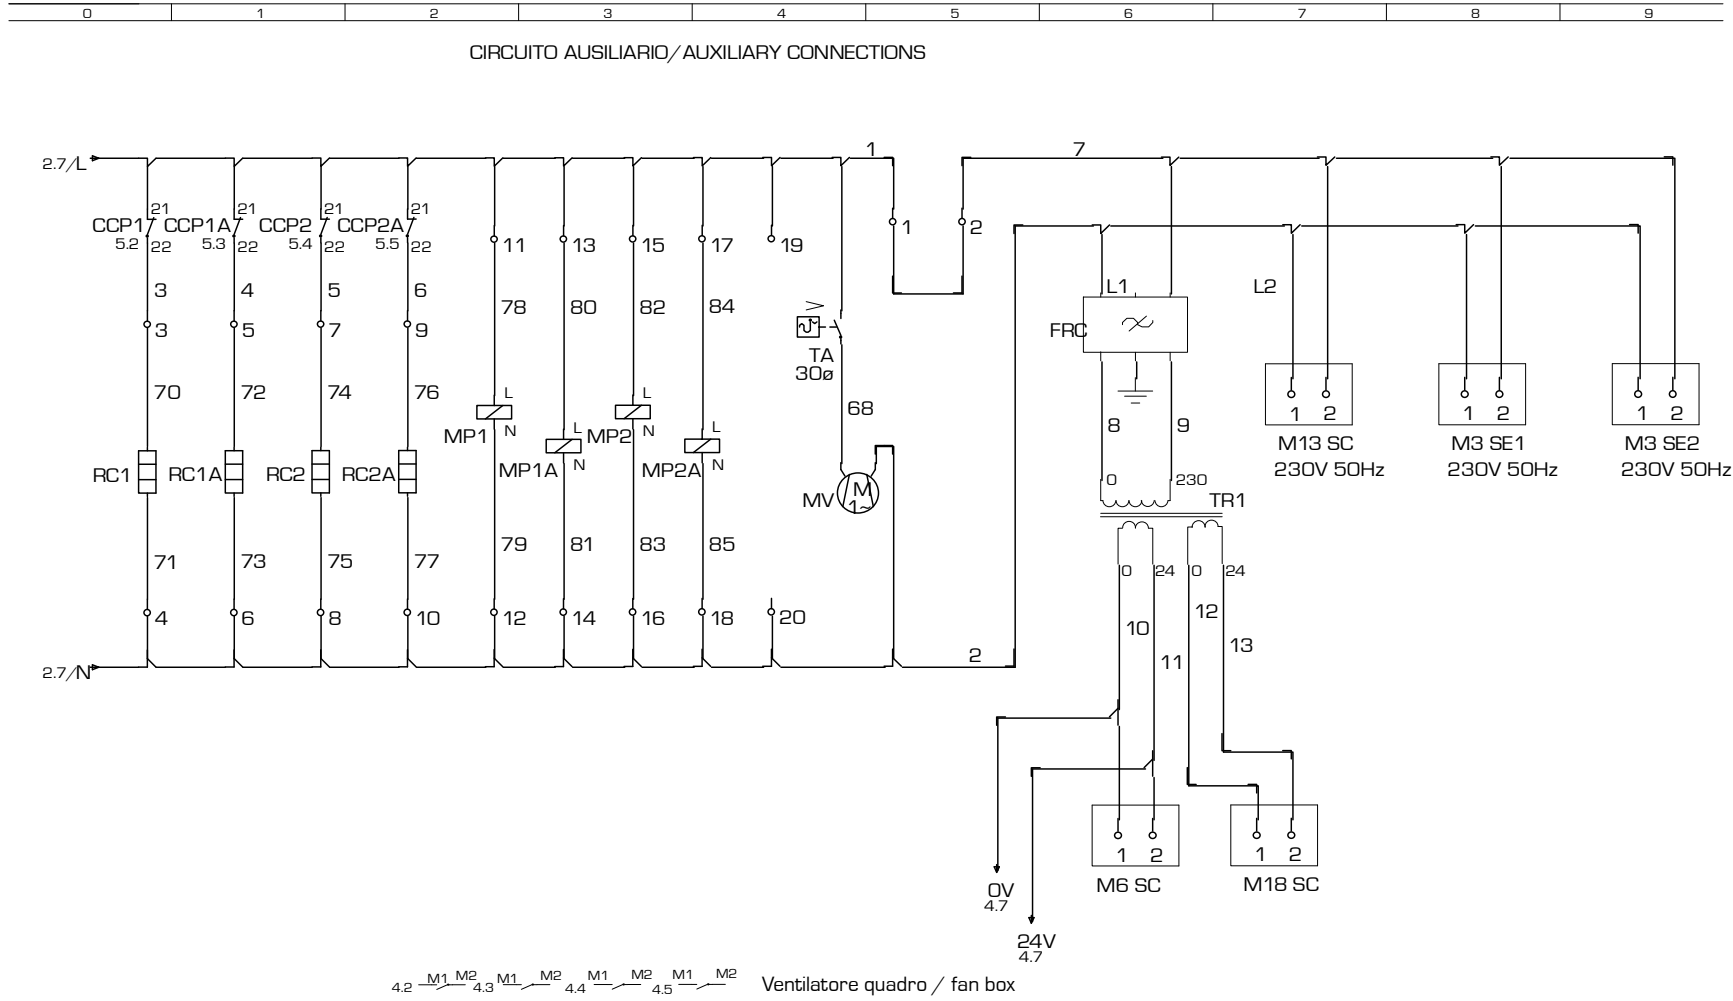 0 1 2 3 4 5 6 7 8 9
CIRCUITO AUSILIARIO/AUXILIARY CONNECTIONS
1 7
2.7/L
21 21 21 21
CCP1 CCP1A CCP2 CCP2A
5.2 22 5.3 22 5.4 22 5.5 22
1 2
11 13 15 17 19
3 4 5 6
L1 L2
78 80 82 84
3 5 7 9
FRC
TA
30ø
70 72 74 76
L L
68
N N
MP1 MP2
L L
N N
MP1A MP2A
8 9
1 2 1 2 1 2
M13 SC M3 SE1 M3 SE2
230V 50Hz 230V 50Hz 230V 50Hz
RC1 RC1A RC2 RC2A
0 230
MV M
1~
TR1
79 81 83 85
71 73 75 77
0 24 0 24
4 6 8 10 12 14 16 18 20
10 12
13
11
2
2.7/N
1 2 1 2
M6 SC M18 SC
0V
4.7
24V
4.7
4.2 M1 M2 4.3 M1 M2 4.4 M1 M2 4.5 M1 M2 Ventilatore quadro / fan box